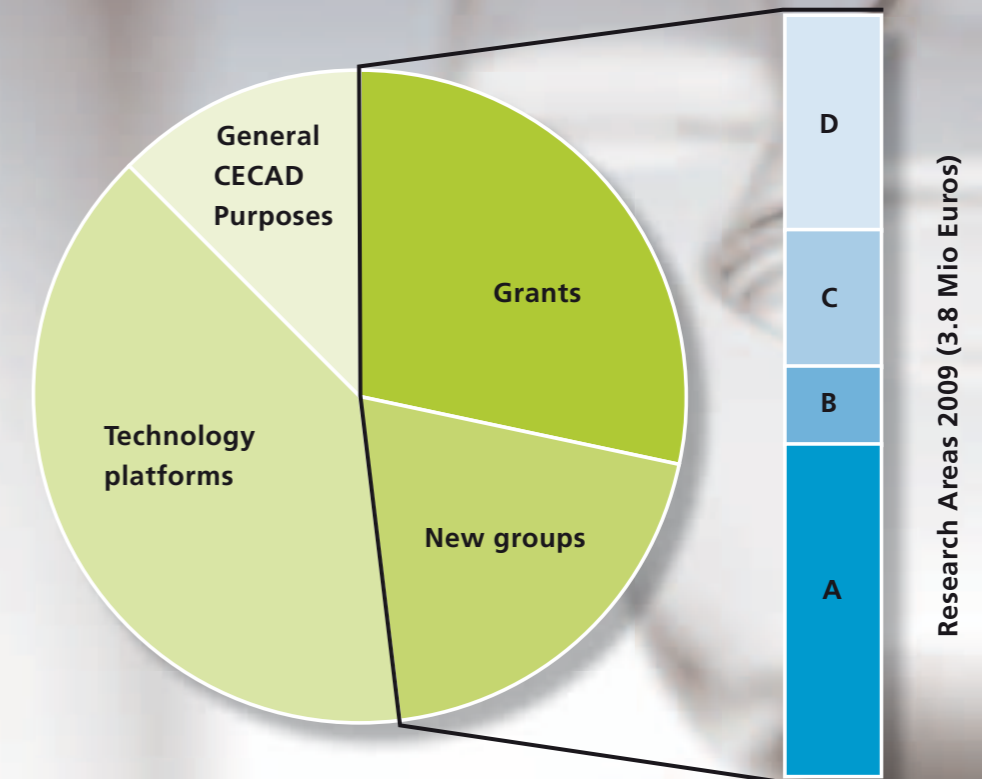 General
CECAD
Purposes
Grants
Technology
platforms
New groups
D
C
B
A
Research Areas 2009 (3.8 Mio Euros)